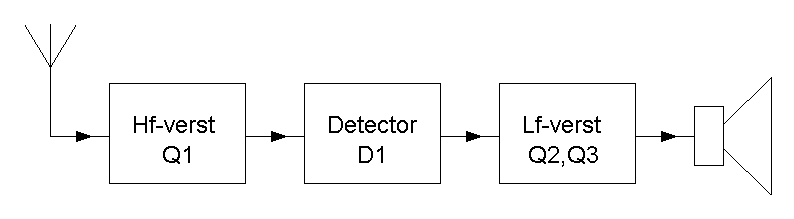 Hf-verst
Q1
Detector
D1
Lf-verst
Q2,Q3